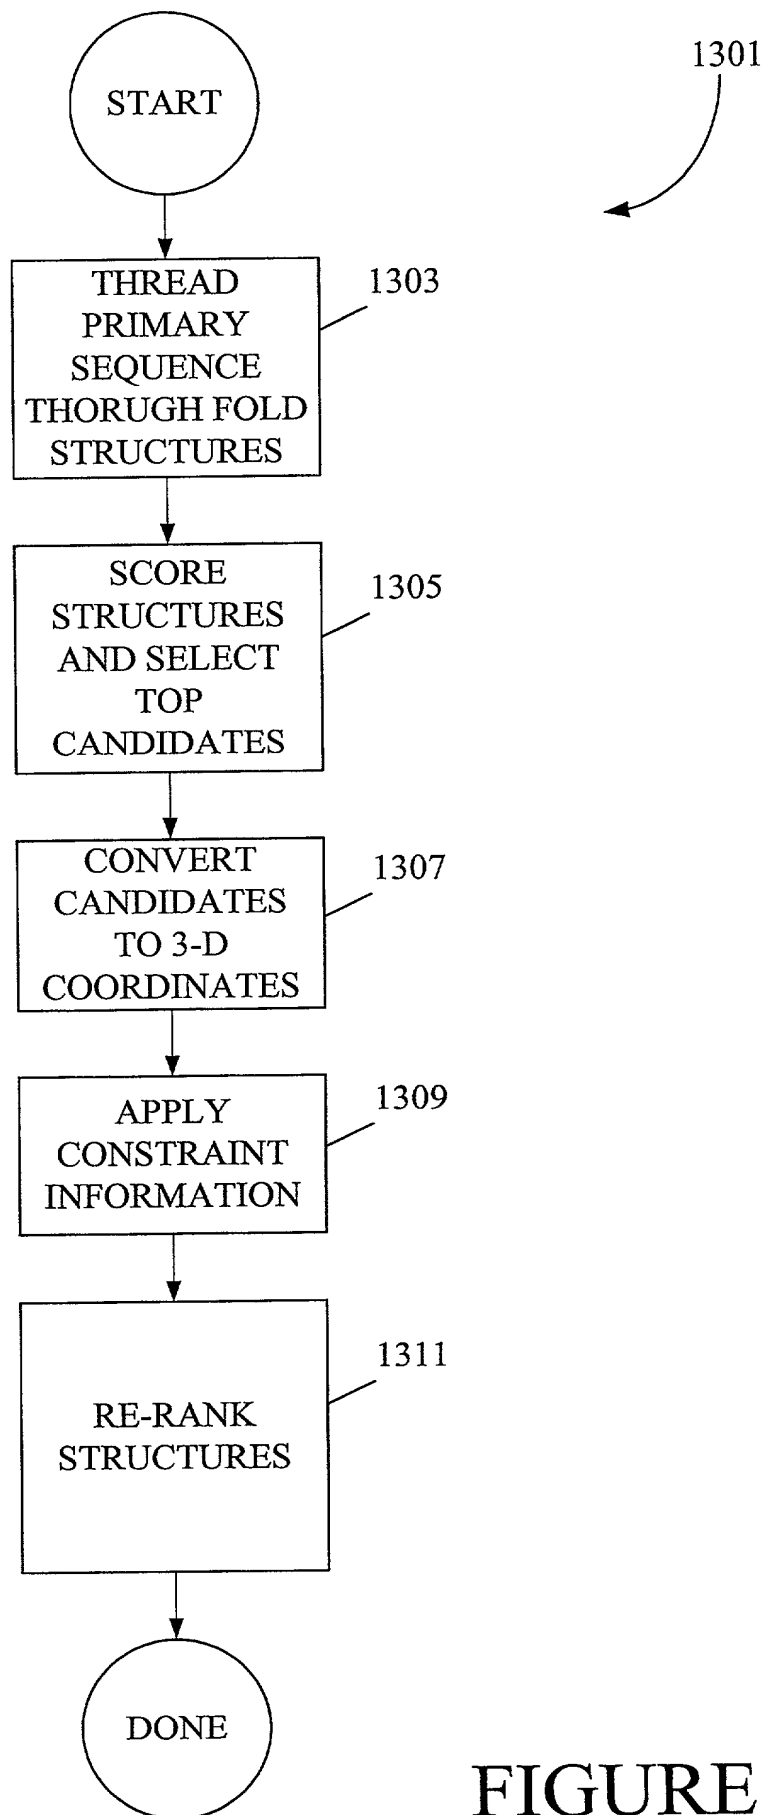 START
1301
THREAD
PRIMARY
SEQUENCE
THORUGH FOLD
STRUCTURES
1303
SCORE
STRUCTURES
AND SELECT
TOP
CANDIDATES
1305
CONVERT
CANDIDATES
TO 3-D
COORDINATES
1307
APPLY
CONSTRAINT
INFORMATION
1309
RE-RANK
STRUCTURES
1311
DONE
FIGURE